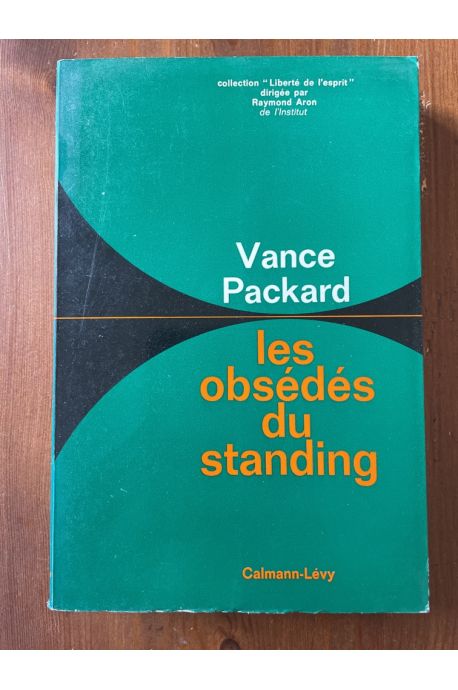 collection "Liberté de l'esprit"
dirigée par
Raymond Aron
de l'Institut
Vance
Packard
les
obsédés
du
standing
Calmann-Lévy